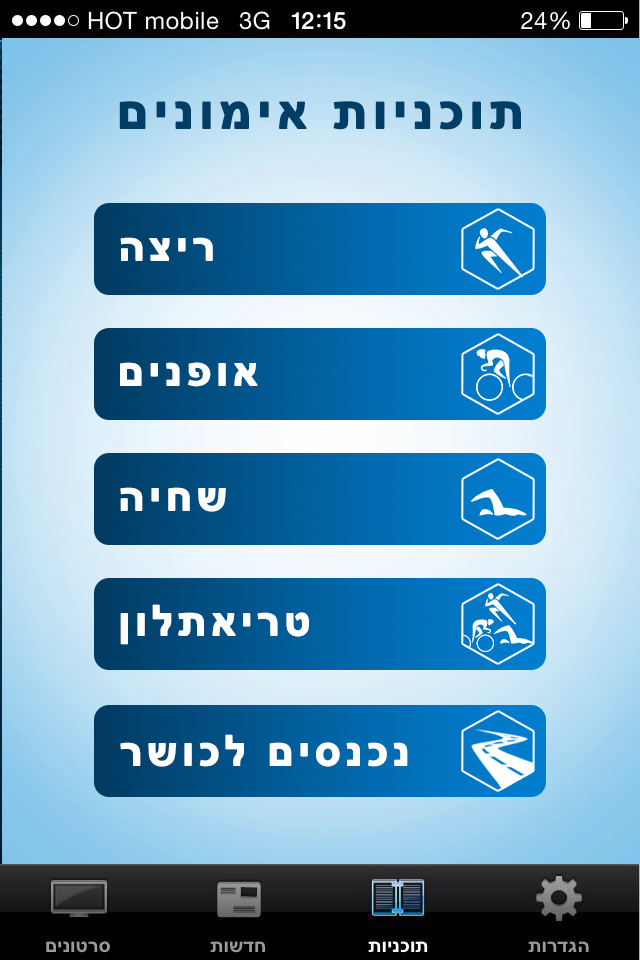 HOT mobile 3G 12:15 24%
תוכניות אימונים
ריצה
אופנים
שחיה
טריאתלון
נכנסים לכושר
הגדרות תוכניות חדשות סרטונים